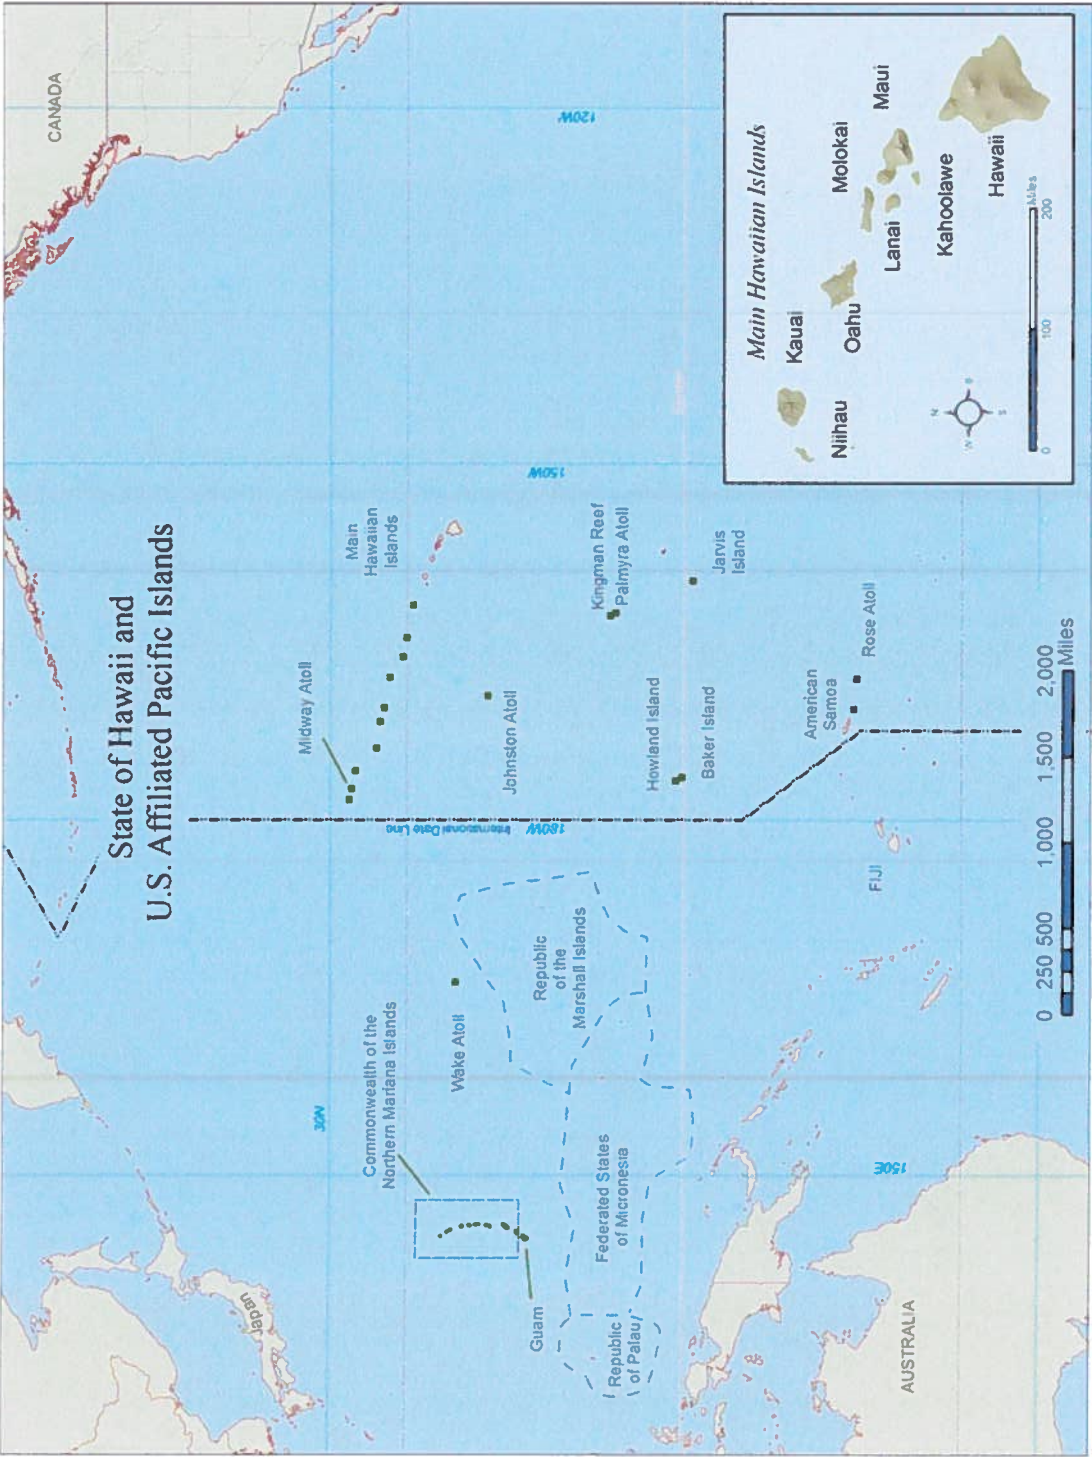 State of Hawaii and
U.S. Affiliated Pacific Islands
CANADA
Japan
30N
Midway Atoll
Main
Hawaiian
Islands
Commonwealth of the
Northern Mariana Islands
Wake Atoll
Johnston Atoll
International Date Line
180W
150W
120W
Guam
Republic
of the
Marshall Islands
Federated States
of Micronesia
Republic
of Palau
Kingman Reef
Palmyra Atoll
Howland Island
Baker Island
Jarvis
Island
American
Samoa
Rose Atoll
FIJI
150E
AUSTRALIA
0 250 500 1,000 1,500 2,000
Miles
Main Hawaiian Islands
Kauai
Niihau
Oahu
Molokai
Lanai
Maui
Kahoolawe
Hawaii
N
W
E
S
0 100 200
Miles